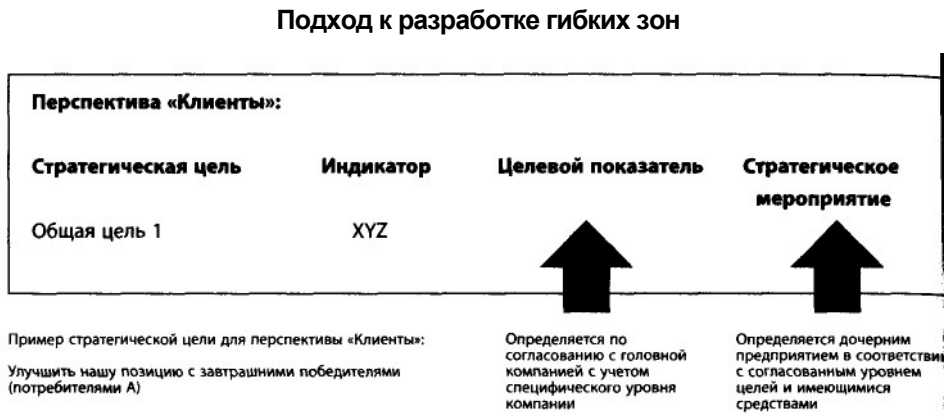 Подход к разработке гибких зон
Перспектива «Клиенты»:
Стратегическая цель Индикатор Целевой показатель Стратегическое
мероприятие
Общая цель 1 XYZ
Пример стратегической цели для перспективы «Клиенты»:
Улучшить нашу позицию с завтрашними победителями
(потребителями А)
Определяется по
согласованию с головной
компанией с учетом
специфического уровня
компании
Определяется дочерним
предприятием в соответствии
с согласованным уровнем
целей и имеющимися
средствами